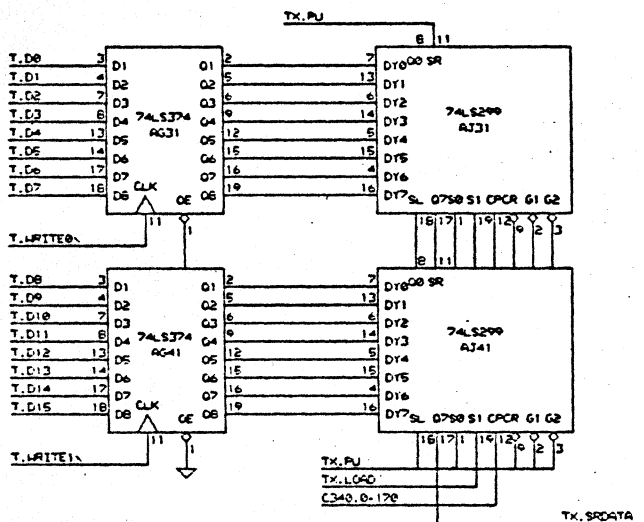 TX.PU
8 11
T.D0 3 D1 Q1 2 7 DY0 Q0 SR
T.D1 4 D2 Q2 5 13 DY1
T.D2 7 D3 Q3 6 6 DY2
T.D3 8 D4 74LS374 Q4 9 14 DY3 74LS299
T.D4 13 D5 AG31 Q5 12 5 DY4 AJ31
T.D5 14 D6 Q6 15 15 DY5
T.D6 17 D7 Q7 16 4 DY6
T.D7 18 D8 Q8 19 16 DY7
CLK OE SL Q7 S0 S1 CP CR G1 G2
11 1 18 17 1 19 12 9 2 3
T.WRITE0\
8 11
T.D8 3 D1 Q1 2 7 DY0 Q0 SR
T.D9 4 D2 Q2 5 13 DY1
T.D10 7 D3 Q3 6 6 DY2
T.D11 8 D4 74LS374 Q4 9 14 DY3 74LS299
T.D12 13 D5 AG41 Q5 12 5 DY4 AJ41
T.D13 14 D6 Q6 15 15 DY5
T.D14 17 D7 Q7 16 4 DY6
T.D15 18 D8 Q8 19 16 DY7
CLK OE SL Q7 S0 S1 CP CR G1 G2
11 1 18 17 1 19 12 9 2 3
T.WRITE1\
TX.PU
TX.LOAD
C340.0-170
TX.SRDATA